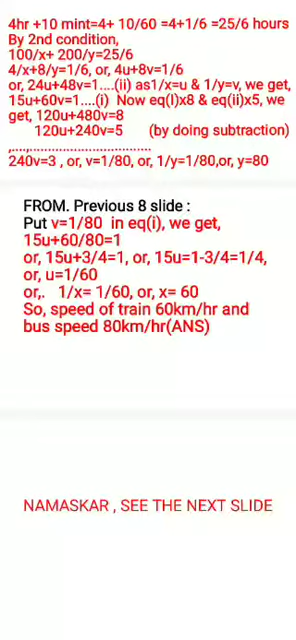 4hr +10 mint=4+ 10/60 =4+1/6 =25/6 hours
By 2nd condition,
100/x+ 200/y=25/6
4/x+8/y=1/6, or, 4u+8v=1/6
or, 24u+48v=1....(ii) as1/x=u & 1/y=v, we get,
15u+60v=1....(i) Now eq(I)x8 & eq(ii)x5, we
get, 120u+480v=8
120u+240v=5 (by doing subtraction)
240v=3 , or, v=1/80, or, 1/y=1/80,or, y=80
FROM. Previous 8 slide :
Put v=1/80 in eq(i), we get,
15u+60/80=1
or, 15u+3/4=1, or, 15u=1-3/4=1/4,
or, u=1/60
or,. 1/x= 1/60, or, x= 60
So, speed of train 60km/hr and
bus speed 80km/hr(ANS)
NAMASKAR , SEE THE NEXT SLIDE